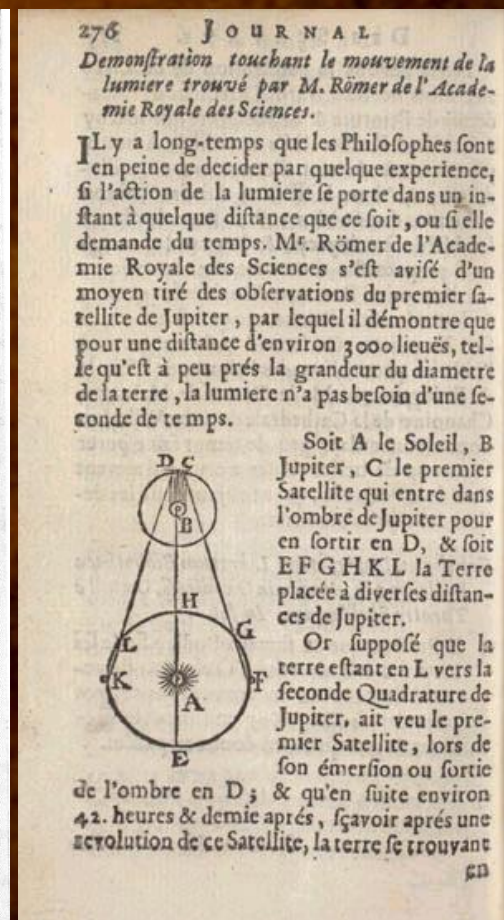 276 JOURNAL
Demonſtration touchant le mouvement de la
lumiere trouvé par M. Römer de l'Acade-
mie Royale des Sciences.
IL y a long-temps que les Philoſophes ſont
en peine de decider par quelque experience,
ſi l'action de la lumiere ſe porte dans un in-
ſtant à quelque diſtance que ce ſoit, ou ſi elle
demande du temps. Mr. Römer de l'Acade-
mie Royale des Sciences s'eſt aviſé d'un
moyen tiré des obſervations du premier ſa-
tellite de Jupiter, par lequel il démontre que
pour une diſtance d'environ 3000 lieuës, tel-
le qu'eſt à peu prés la grandeur du diametre
de la terre, la lumiere n'a pas beſoin d'une ſe-
conde de temps.
Soit A le Soleil, B
Jupiter, C le premier
Satellite qui entre dans
l'ombre de Jupiter pour
en ſortir en D, & ſoit
EFGHKL la Terre
placée à diverſes diſtan-
ces de Jupiter.
Or ſuppoſé que la
terre eſtant en L vers la
ſeconde Quadrature de
Jupiter, ait veu le pre-
mier Satellite, lors de
ſon émerſion ou ſortie
de l'ombre en D; & qu'en ſuite environ
42. heures & demie aprés, ſçavoir aprés une
revolution de ce Satellite, la terre ſe trouvant
en
D C
B
H
L G
K F
A
E